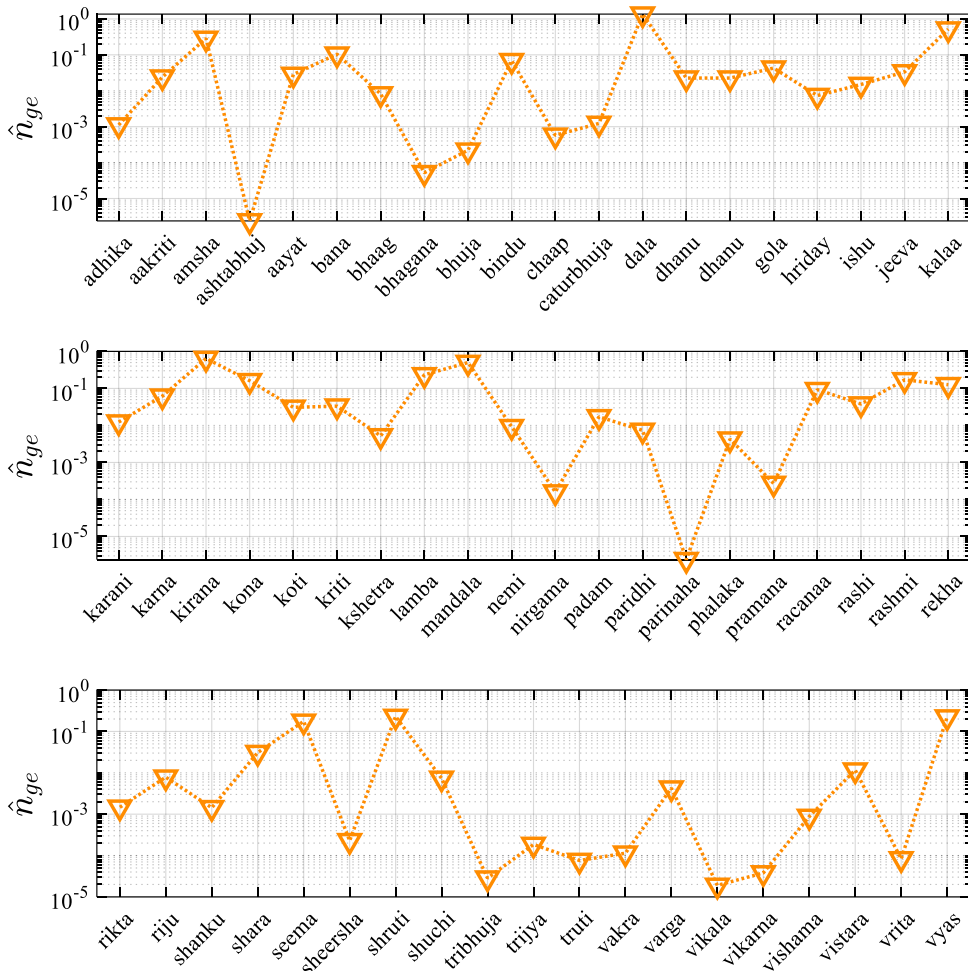 10^0
10^-1
10^-3
10^-5
n̂_ge
adhika
aakriti
amsha
ashtabhuj
aayat
bana
bhaag
bhagana
bhuja
bindu
chaap
caturbhuja
dala
dhanu
dhanu
gola
hriday
ishu
jeeva
kalaa
10^0
10^-1
10^-3
10^-5
n̂_ge
karani
karna
kirana
kona
koti
kriti
kshetra
lamba
mandala
nemi
nirgama
padam
paridhi
parinaha
phalaka
pramana
racanaa
rashi
rashmi
rekha
10^0
10^-1
10^-3
10^-5
n̂_ge
rikta
riju
shanku
shara
seema
sheersha
shruti
shuchi
tribhuja
trijya
truti
vakra
varga
vikala
vikarna
vishama
vistara
vrita
vyas